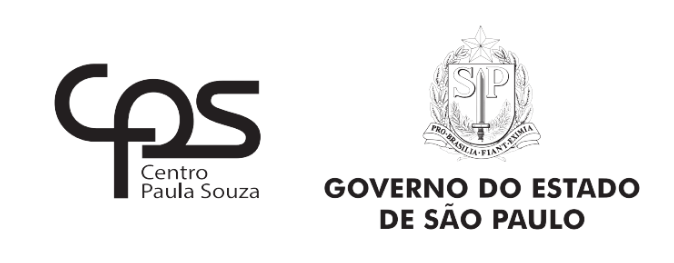 cps
Centro
Paula Souza
SP
PRO·BRASILIA·FIANT·EXIMIA
GOVERNO DO ESTADO
DE SÃO PAULO